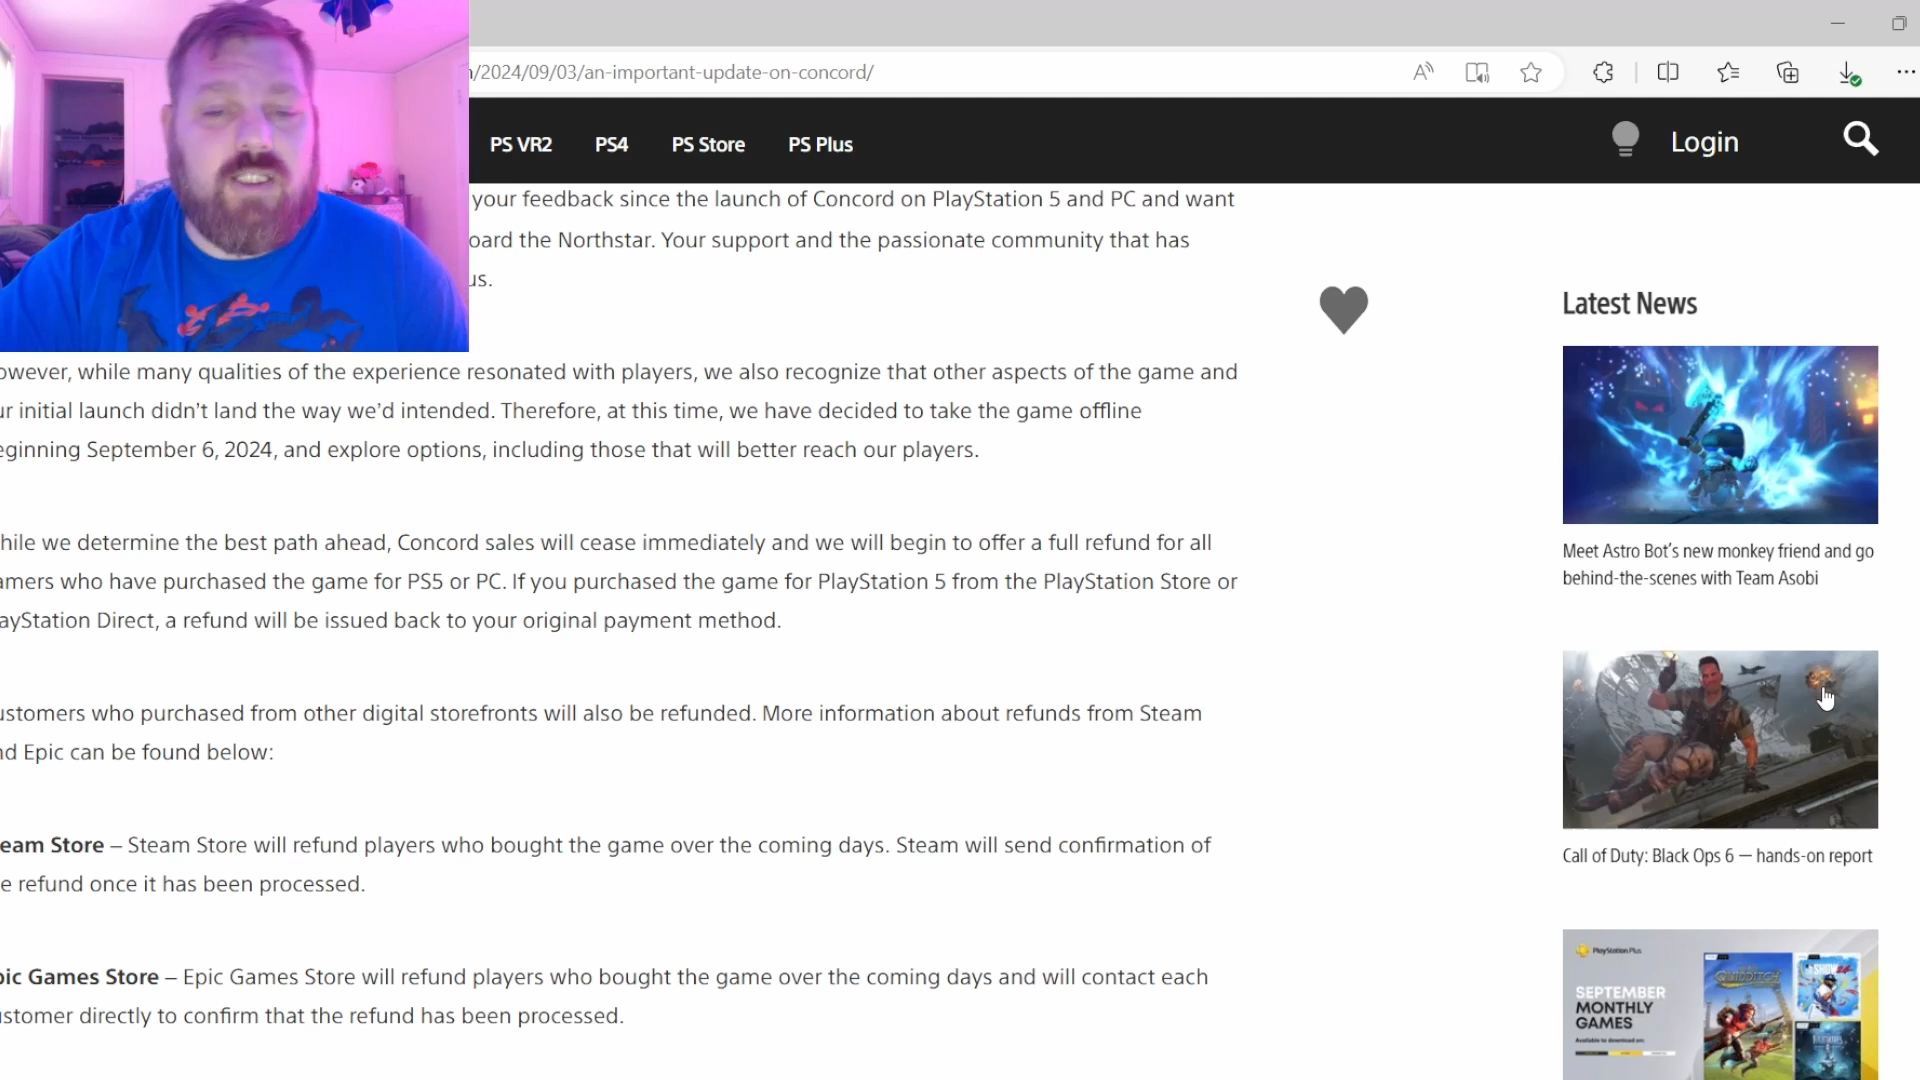 /2024/09/03/an-important-update-on-concord/
PS VR2 PS4 PS Store PS Plus Login
your feedback since the launch of Concord on PlayStation 5 and PC and want
oard the Northstar. Your support and the passionate community that has
us.
owever, while many qualities of the experience resonated with players, we also recognize that other aspects of the game and
ur initial launch didn't land the way we'd intended. Therefore, at this time, we have decided to take the game offline
eginning September 6, 2024, and explore options, including those that will better reach our players.
hile we determine the best path ahead, Concord sales will cease immediately and we will begin to offer a full refund for all
amers who have purchased the game for PS5 or PC. If you purchased the game for PlayStation 5 from the PlayStation Store or
ayStation Direct, a refund will be issued back to your original payment method.
ustomers who purchased from other digital storefronts will also be refunded. More information about refunds from Steam
nd Epic can be found below:
eam Store – Steam Store will refund players who bought the game over the coming days. Steam will send confirmation of
e refund once it has been processed.
pic Games Store – Epic Games Store will refund players who bought the game over the coming days and will contact each
ustomer directly to confirm that the refund has been processed.
Latest News
Meet Astro Bot's new monkey friend and go
behind-the-scenes with Team Asobi
Call of Duty: Black Ops 6 — hands-on report
PlayStation Plus
SEPTEMBER
MONTHLY
GAMES
Available to download on:
QUIDDITCH